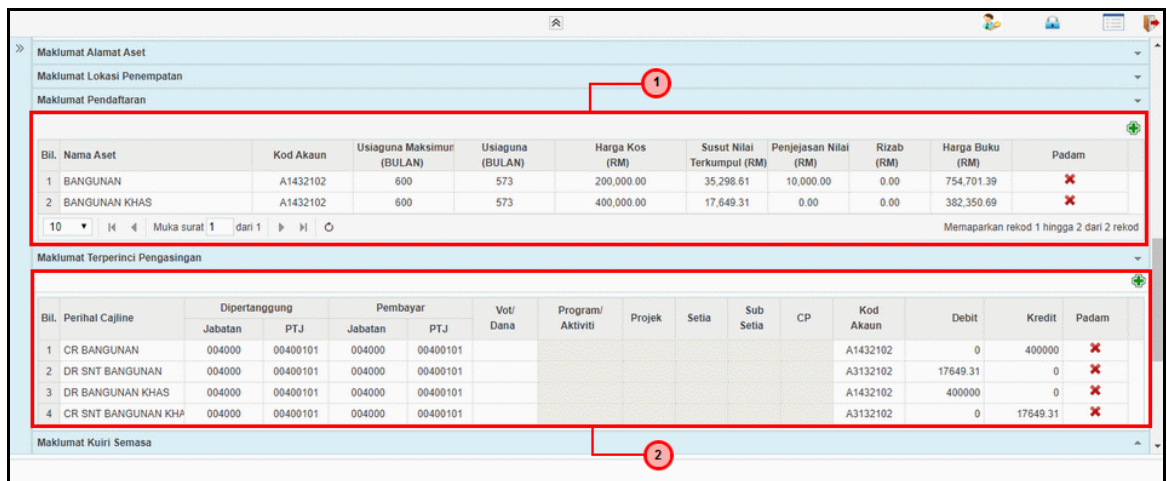 Maklumat Alamat Aset
Maklumat Lokasi Penempatan
1
Maklumat Pendaftaran
Bil. Nama Aset Kod Akaun Usiaguna Maksimun (BULAN) Usiaguna (BULAN) Harga Kos (RM) Susut Nilai Terkumpul (RM) Penjejasan Nilai (RM) Rizab (RM) Harga Buku (RM) Padam
1 BANGUNAN A1432102 600 573 200,000.00 35,298.61 10,000.00 0.00 754,701.39
2 BANGUNAN KHAS A1432102 600 573 400,000.00 17,649.31 0.00 0.00 382,350.69
10 Muka surat 1 dari 1 Memaparkan rekod 1 hingga 2 dari 2 rekod
Maklumat Terperinci Pengasingan
Bil. Perihal Cajline Dipertanggung Pembayar Vot/ Dana Program/ Aktiviti Projek Setia Sub Setia CP Kod Akaun Debit Kredit Padam
Jabatan PTJ Jabatan PTJ
1 CR BANGUNAN 004000 00400101 004000 00400101 A1432102 0 400000
2 DR SNT BANGUNAN 004000 00400101 004000 00400101 A3132102 17649.31 0
3 DR BANGUNAN KHAS 004000 00400101 004000 00400101 A1432102 400000 0
4 CR SNT BANGUNAN KHA 004000 00400101 004000 00400101 A3132102 0 17649.31
Maklumat Kuiri Semasa
2